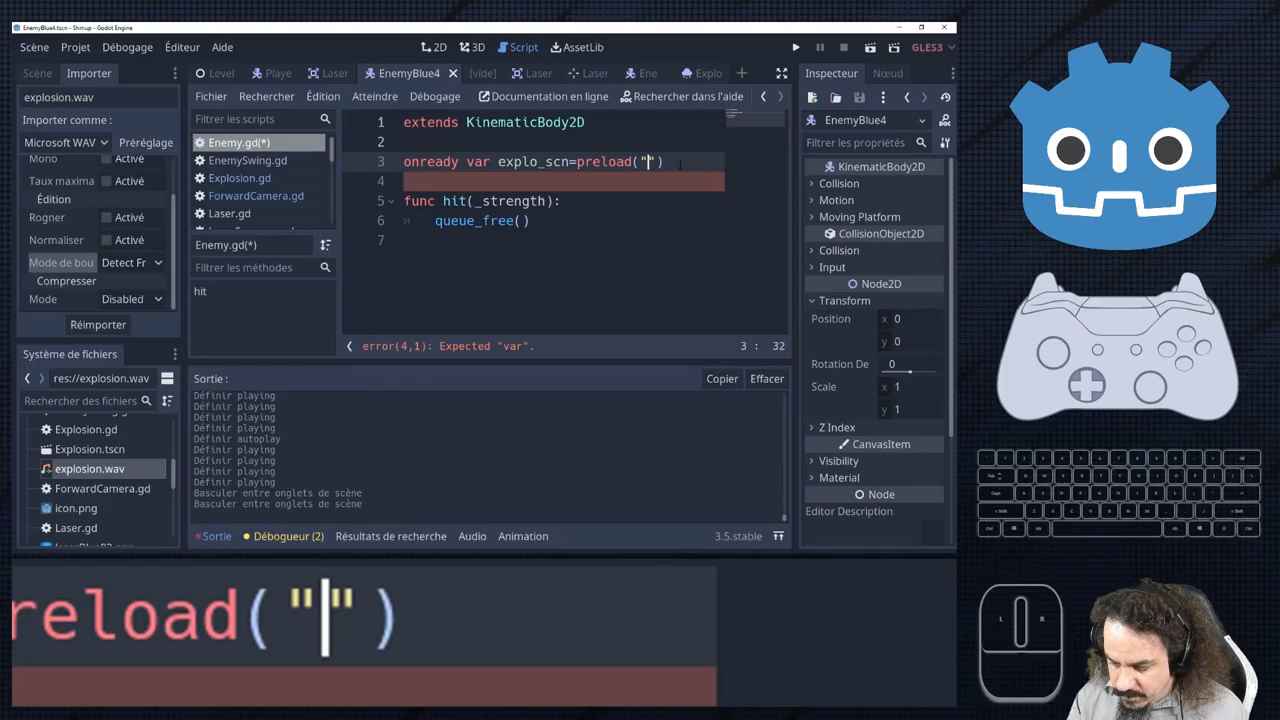 EnemyBlue4.tscn - Shmup - Godot Engine
Scène Projet Débogage Éditeur Aide
2D 3D Script AssetLib
GLES3
Scène Importer
Level Playe Laser EnemyBlue4 [vide] Laser Laser Ene Explo
Inspecteur Nœud
explosion.wav
Fichier Rechercher Édition Atteindre Débogage Documentation en ligne Rechercher dans l'aide
Importer comme :
Microsoft WAV Préréglage
Mono Activé
Taux maxima Activé
Édition
Rogner Activé
Normaliser Activé
Mode de bou Detect Fr
Compresser
Mode Disabled
Réimporter
Filtrer les scripts
Enemy.gd(*)
EnemySwing.gd
Explosion.gd
ForwardCamera.gd
Laser.gd
Enemy.gd(*)
Filtrer les méthodes
hit
1 extends KinematicBody2D
2
3 onready var explo_scn=preload("")
4
5 func hit(_strength):
6 queue_free()
7
error(4,1): Expected "var". 3 : 32
EnemyBlue4
Filtrer les propriétés
KinematicBody2D
Collision
Motion
Moving Platform
CollisionObject2D
Collision
Input
Node2D
Transform
Position x 0
y 0
Rotation De 0
Scale x 1
y 1
Z Index
CanvasItem
Visibility
Material
Node
Editor Description
Système de fichiers
res://explosion.wav
Rechercher des fichiers
Explosion.gd
Explosion.tscn
explosion.wav
ForwardCamera.gd
icon.png
Laser.gd
Sortie : Copier Effacer
Définir playing
Définir playing
Définir playing
Définir playing
Définir autoplay
Définir playing
Définir playing
Définir playing
Définir playing
Basculer entre onglets de scène
Basculer entre onglets de scène
Sortie Débogueur (2) Résultats de recherche Audio Animation 3.5.stable
reload("")
L R